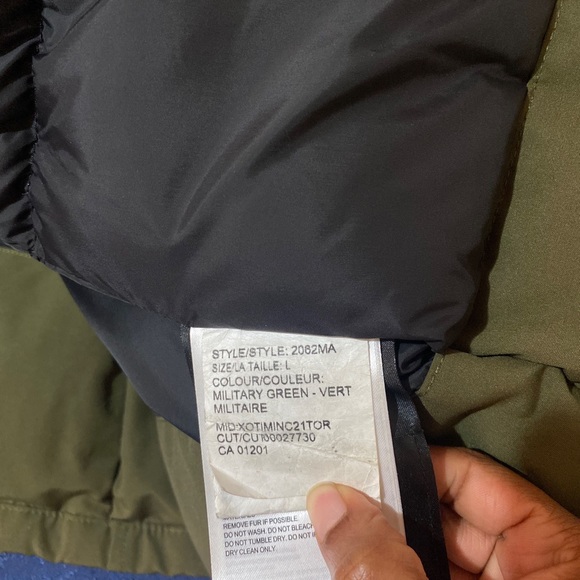 STYLE/STYLE: 2062MA
SIZE/LA TAILLE: L
COLOUR/COULEUR:
MILITARY GREEN - VERT
MILITAIRE
MID:XOTIMINC21TOR
CUT/CU100027730
CA 01201
REMOVE FUR IF POSSIBLE.
DO NOT WASH. DO NOT BLEACH.
DO NOT TUMBLE DRY. DO NOT
DRY CLEAN ONLY.